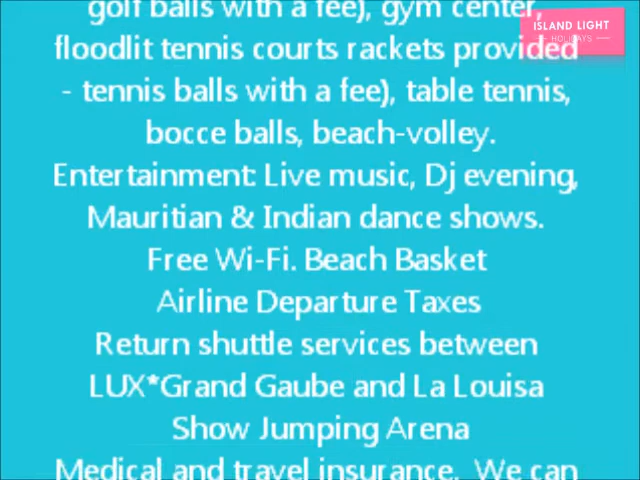 golf balls with a fee), gym center,
floodlit tennis courts rackets provided
- tennis balls with a fee), table tennis,
bocce balls, beach-volley.
Entertainment: Live music, Dj evening,
Mauritian & Indian dance shows.
Free Wi-Fi. Beach Basket
Airline Departure Taxes
Return shuttle services between
LUX*Grand Gaube and La Louisa
Show Jumping Arena
Medical and travel insurance. We can
ISLAND LIGHT
HOLIDAYS